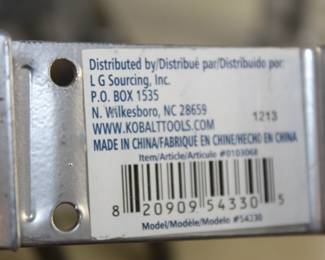 Distributed by/Distribué par/Distribuido por:
L G Sourcing, Inc.
P.O. BOX 1535
N. Wilkesboro, NC 28659
WWW.KOBALTTOOLS.COM 1213
MADE IN CHINA/FABRIQUÉ EN CHINE/HECHO EN CHINA
Item/Article/Artículo #0103068
8 20909 54330 5
Model/Modèle/Modelo #54330